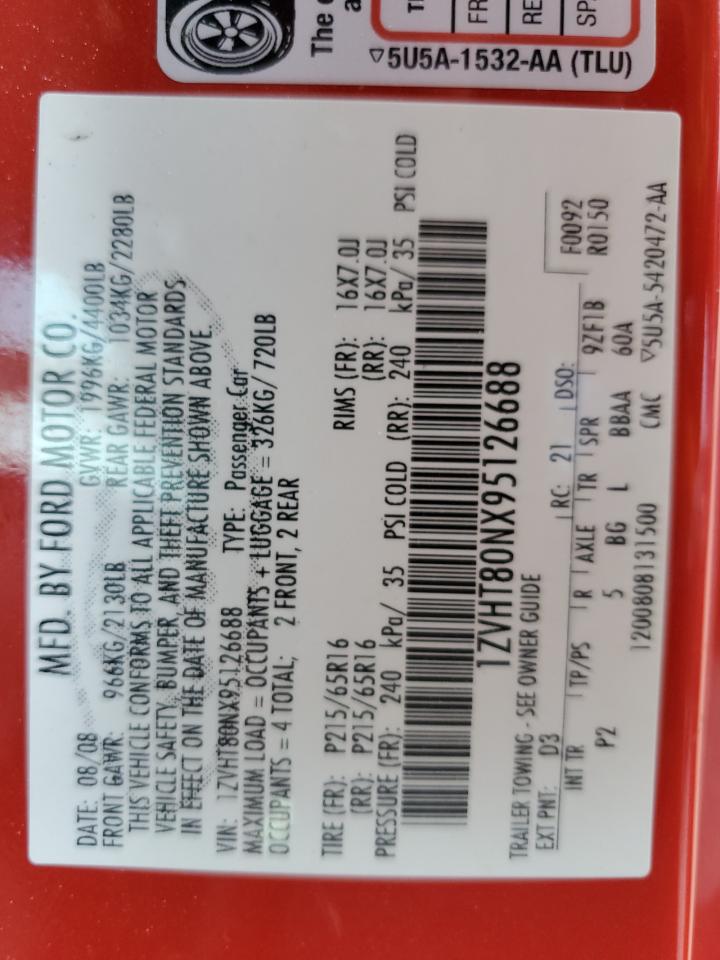 The
TI
FR
RE
SP
▽5U5A-1532-AA (TLU)
MFD. BY FORD MOTOR CO.
DATE: 08/08 GVWR: 1996KG/4400LB
FRONT GAWR: 966KG/2130LB REAR GAWR: 1034KG/2280LB
THIS VEHICLE CONFORMS TO ALL APPLICABLE FEDERAL MOTOR
VEHICLE SAFETY, BUMPER, AND THEFT PREVENTION STANDARDS
IN EFFECT ON THE DATE OF MANUFACTURE SHOWN ABOVE.
VIN: 1ZVHT80NX95126688 TYPE: Passenger Car
MAXIMUM LOAD = OCCUPANTS + LUGGAGE = 326KG/ 720LB
OCCUPANTS = 4 TOTAL; 2 FRONT, 2 REAR
TIRE (FR): P215/65R16 RIMS (FR): 16X7.0J
(RR): P215/65R16 (RR): 16X7.0J
PRESSURE (FR): 240 kPa/ 35 PSI COLD (RR): 240 kPa/ 35 PSI COLD
1ZVHT80NX95126688
TRAILER TOWING - SEE OWNER GUIDE
EXT PNT: D3 RC: 21 DSO: F0092
INT TR TP/PS R AXLE TR SPR 9ZF1B R0150
P2 5 BG L BBAA 60A
1200808131500 CMC ▽5U5A-5420472-AA